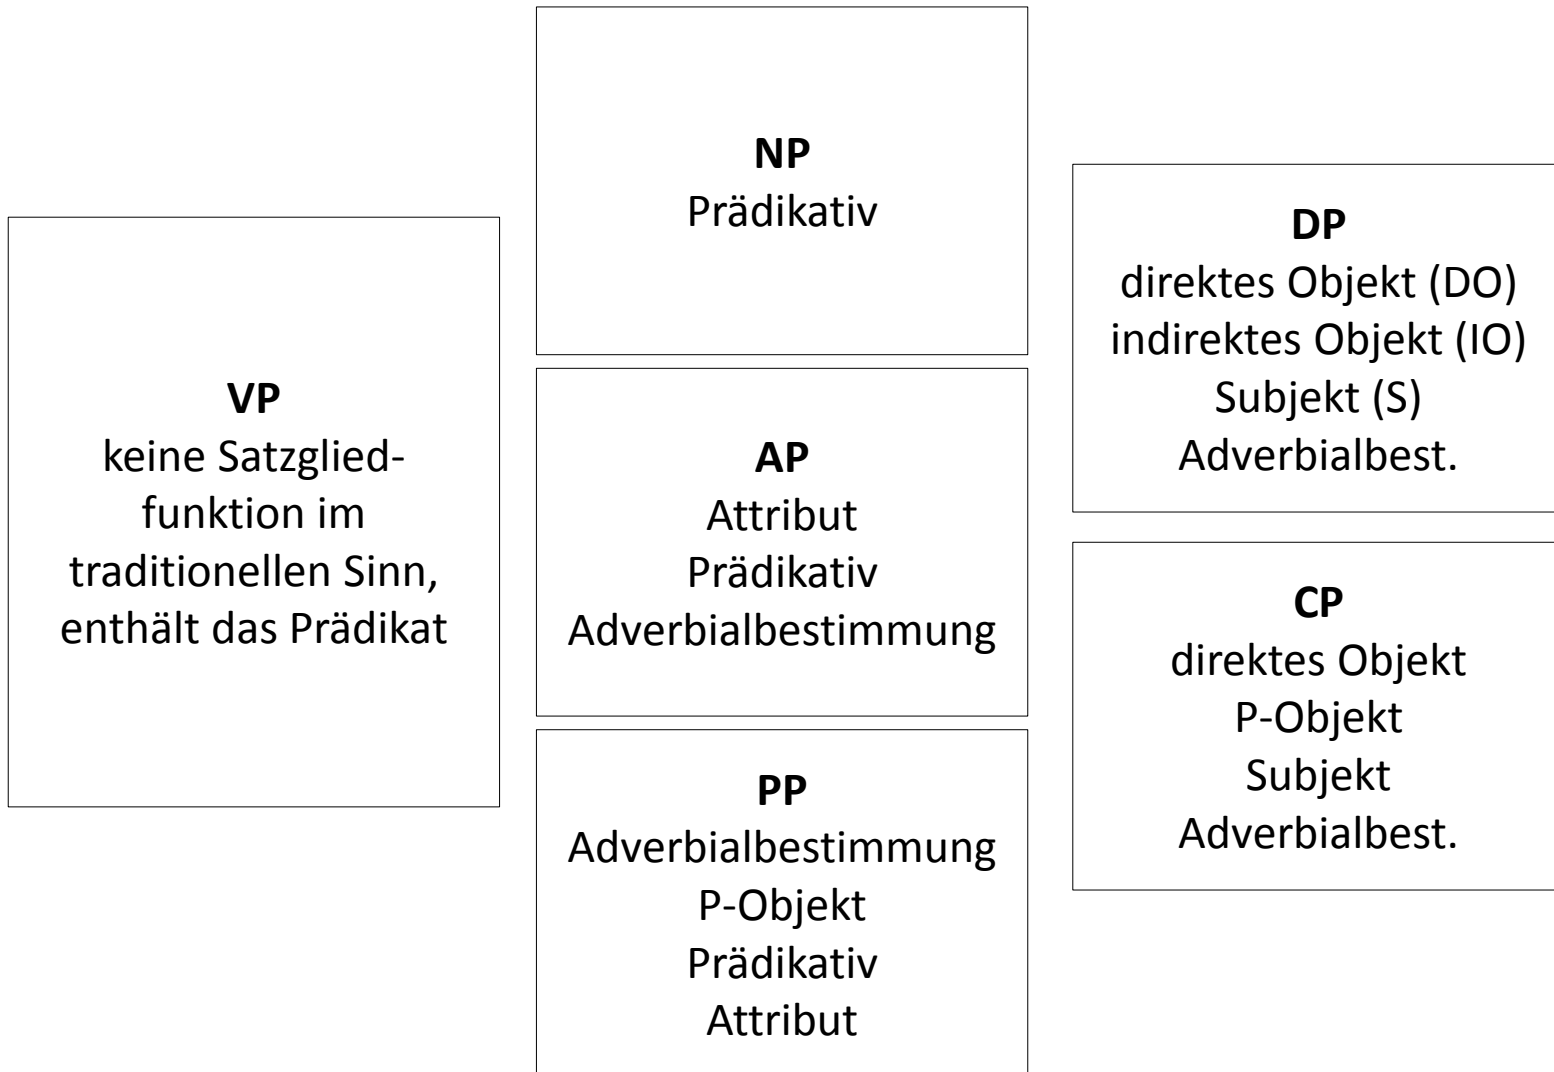 VP
keine Satzglied-
funktion im
traditionellen Sinn,
enthält das Prädikat
NP
Prädikativ
AP
Attribut
Prädikativ
Adverbialbestimmung
PP
Adverbialbestimmung
P-Objekt
Prädikativ
Attribut
DP
direktes Objekt (DO)
indirektes Objekt (IO)
Subjekt (S)
Adverbialbest.
CP
direktes Objekt
P-Objekt
Subjekt
Adverbialbest.